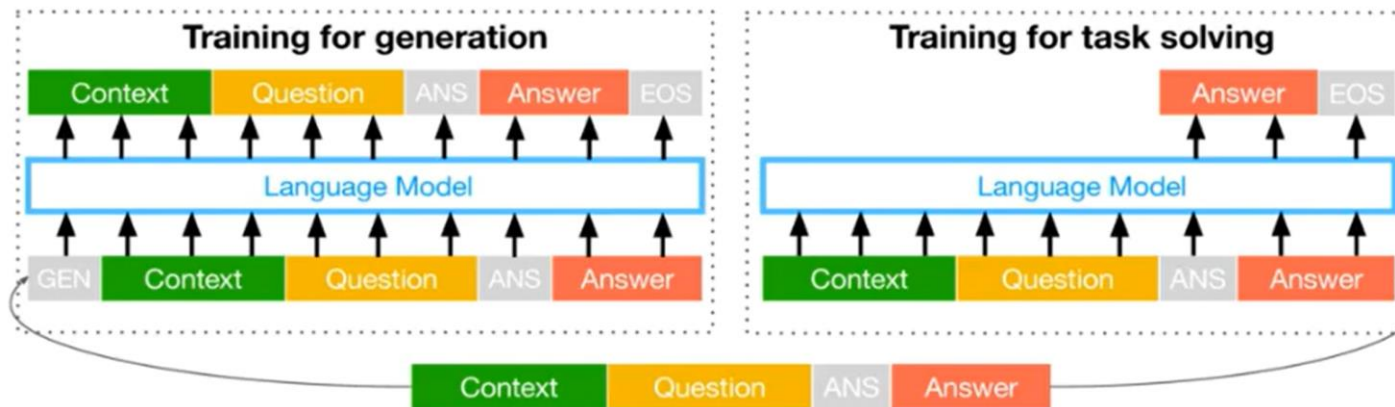 Training for generation
Context Question ANS Answer EOS
Language Model
GEN Context Question ANS Answer
Training for task solving
Answer EOS
Language Model
Context Question ANS Answer
Context Question ANS Answer